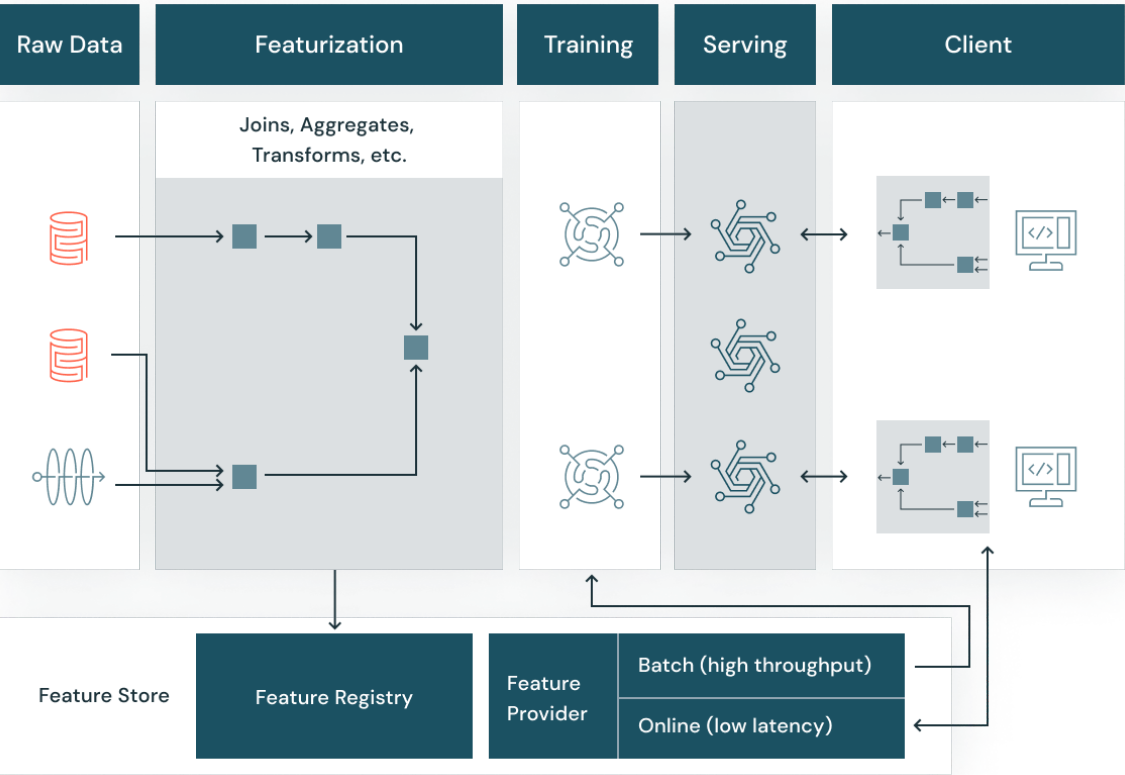 Raw Data
Featurization
Training
Serving
Client
Joins, Aggregates,
Transforms, etc.
</>
</>
Feature Store
Feature Registry
Feature
Provider
Batch (high throughput)
Online (low latency)